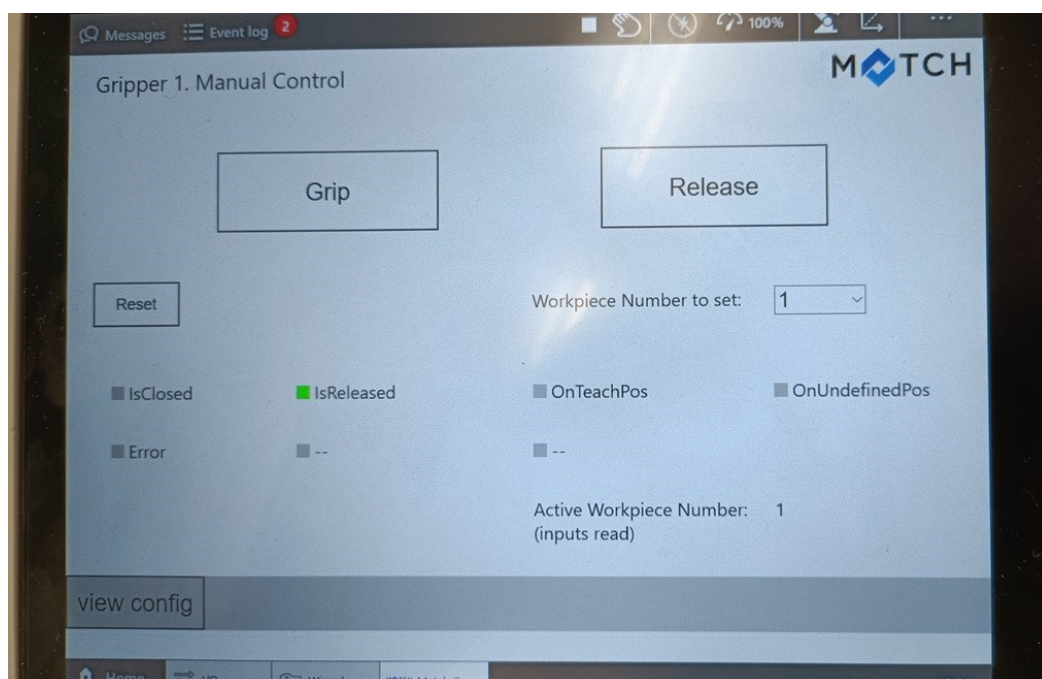 Messages Event log 2 100% ...
Gripper 1. Manual Control
MATCH
Grip Release
Reset Workpiece Number to set: 1
IsClosed IsReleased OnTeachPos OnUndefinedPos
Error -- --
Active Workpiece Number: 1
(inputs read)
view config
Home